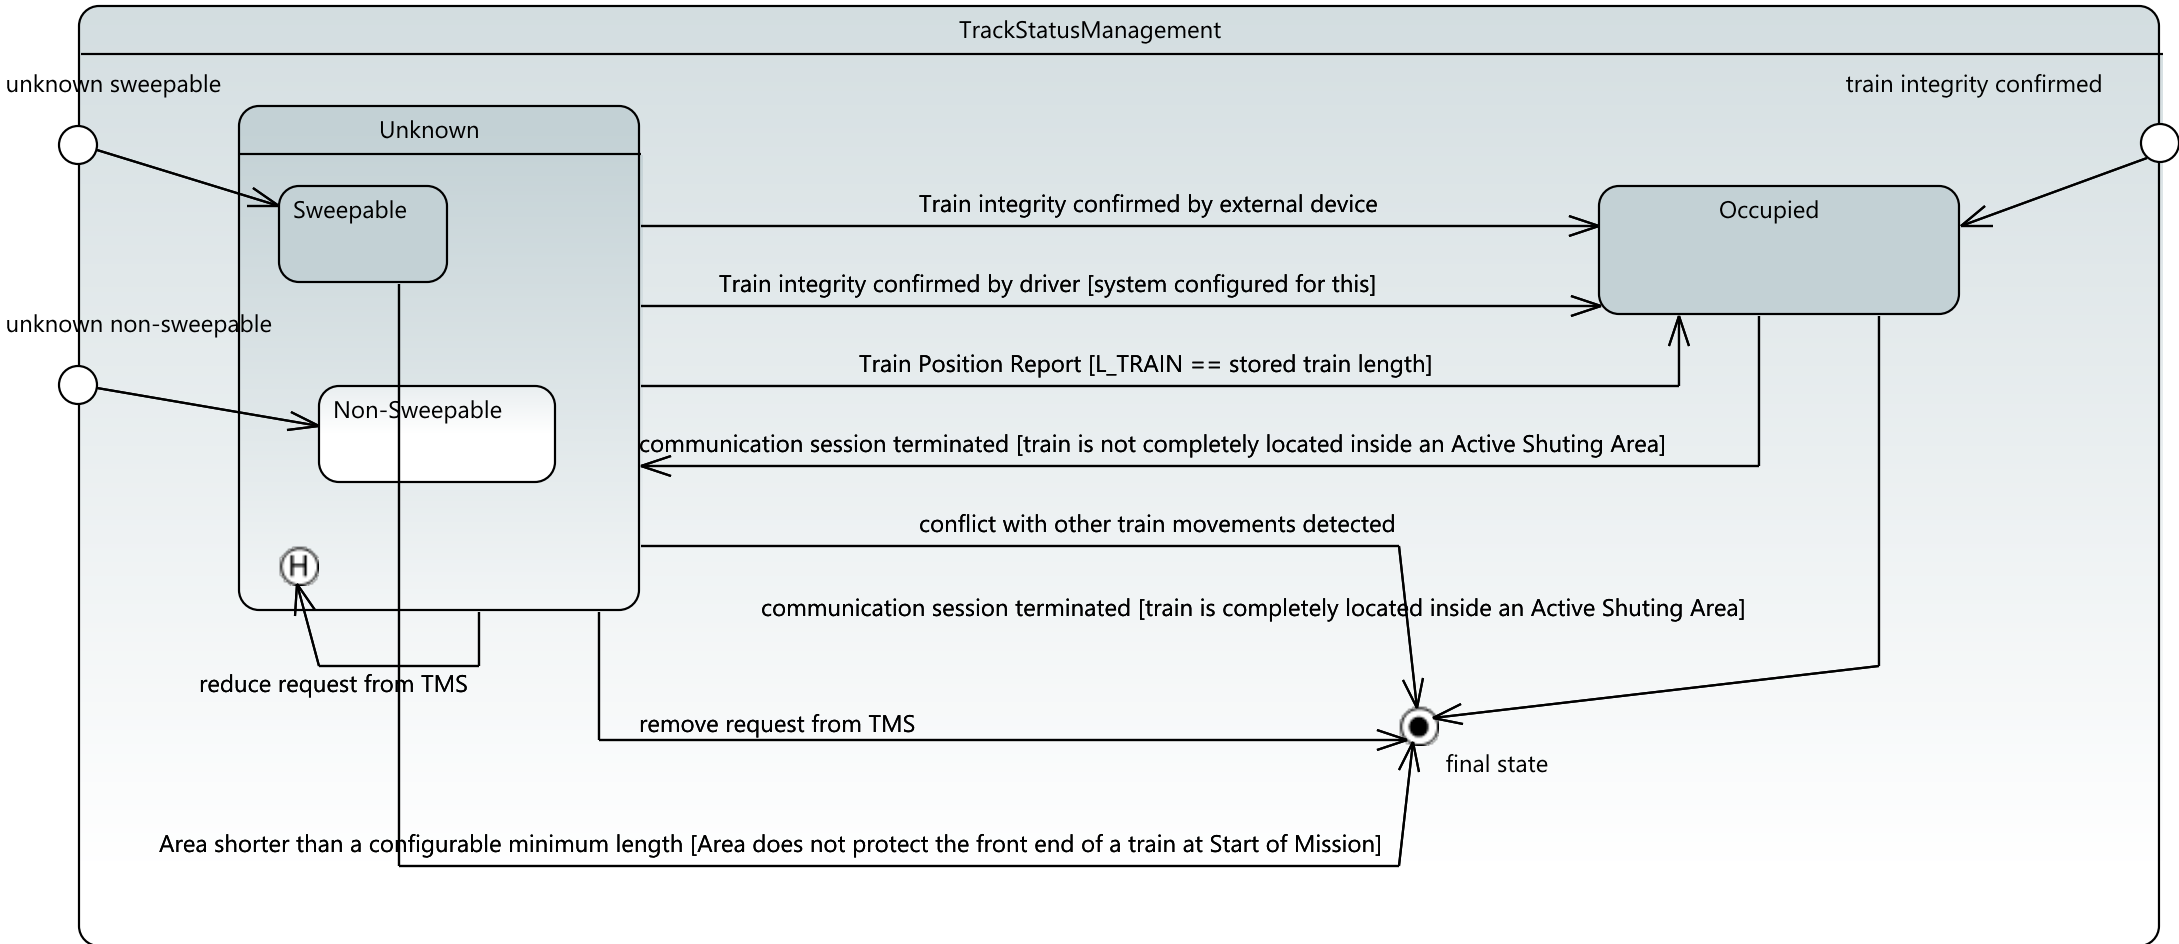 TrackStatusManagement
unknown sweepable
train integrity confirmed
Unknown
Sweepable
Train integrity confirmed by external device
Occupied
Train integrity confirmed by driver [system configured for this]
unknown non-sweepable
Train Position Report [L_TRAIN == stored train length]
Non-Sweepable
communication session terminated [train is not completely located inside an Active Shuting Area]
conflict with other train movements detected
H
communication session terminated [train is completely located inside an Active Shuting Area]
reduce request from TMS
remove request from TMS
final state
Area shorter than a configurable minimum length [Area does not protect the front end of a train at Start of Mission]